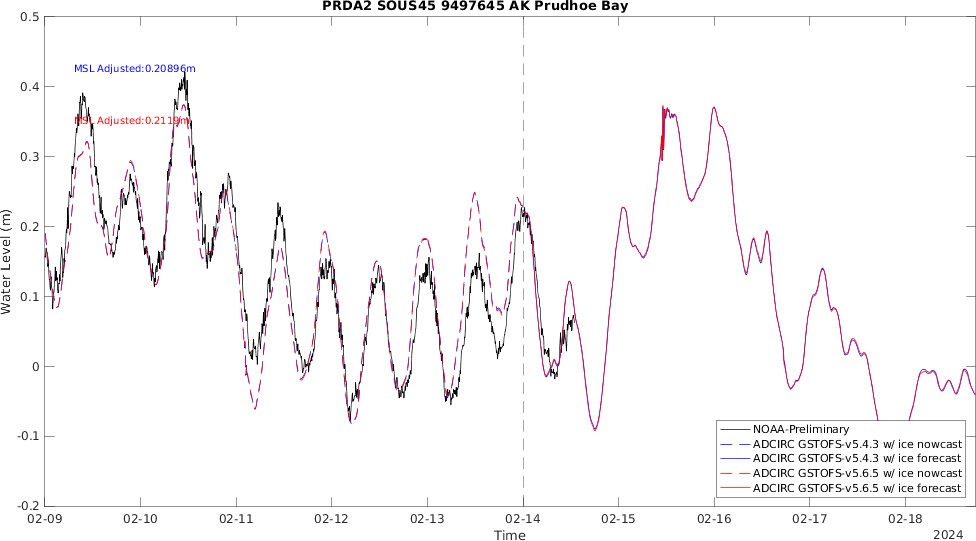 PRDA2 SOUS45 9497645 AK Prudhoe Bay
0.5
MSL Adjusted:0.20896m
0.4
MSL Adjusted:0.2119m
0.3
0.2
Water Level (m)
0.1
0
-0.1
NOAA-Preliminary
ADCIRC GSTOFS-v5.4.3 w/ ice nowcast
ADCIRC GSTOFS-v5.4.3 w/ ice forecast
ADCIRC GSTOFS-v5.6.5 w/ ice nowcast
ADCIRC GSTOFS-v5.6.5 w/ ice forecast
-0.2
02-09 02-10 02-11 02-12 02-13 02-14 02-15 02-16 02-17 02-18
Time
2024